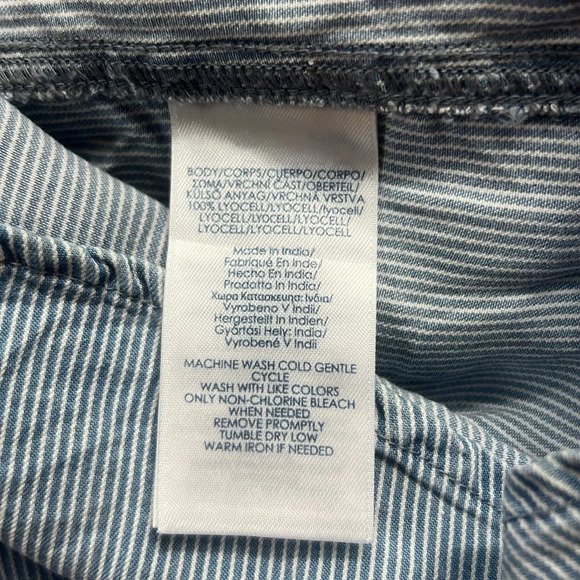 BODY/CORPS/CUERPO/CORPO/
ΣΩΜΑ/VRCHNÍ ČAST/OBERTEIL/
KÜLSŐ ANYAG/VRCHNA VRSTVA
100% LYOCELL/LYOCELL/lyocell/
LYOCELL/LYOCELL/LYOCELL/
LYOCELL/LYOCELL/LYOCELL
Made In India/
Fabriqué En Inde/
Hecho En India/
Prodotto In India/
Χωρα Κατασκευησ: Ινδια/
Vyrobeno V Indii/
Hergestellt In Indien/
Gyártási Hely: India/
Vyrobené V Indii
MACHINE WASH COLD GENTLE
CYCLE
WASH WITH LIKE COLORS
ONLY NON-CHLORINE BLEACH
WHEN NEEDED
REMOVE PROMPTLY
TUMBLE DRY LOW
WARM IRON IF NEEDED